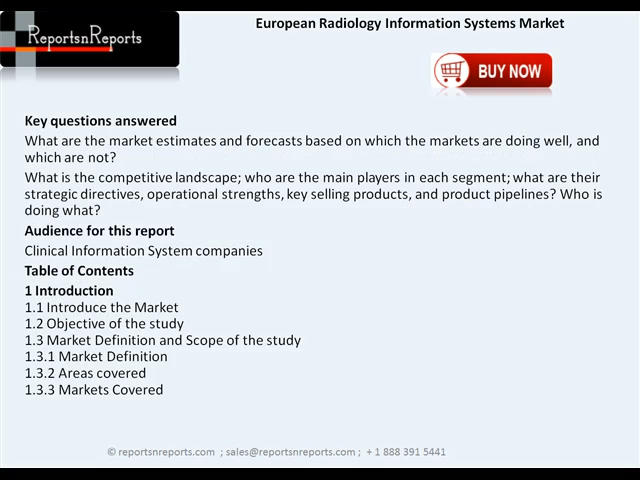 ReportsnReports
European Radiology Information Systems Market
BUY NOW
Key questions answered
What are the market estimates and forecasts based on which the markets are doing well, and
which are not?
What is the competitive landscape; who are the main players in each segment; what are their
strategic directives, operational strengths, key selling products, and product pipelines? Who is
doing what?
Audience for this report
Clinical Information System companies
Table of Contents
1 Introduction
1.1 Introduce the Market
1.2 Objective of the study
1.3 Market Definition and Scope of the study
1.3.1 Market Definition
1.3.2 Areas covered
1.3.3 Markets Covered
© reportsnreports.com ; sales@reportsnreports.com ; + 1 888 391 5441